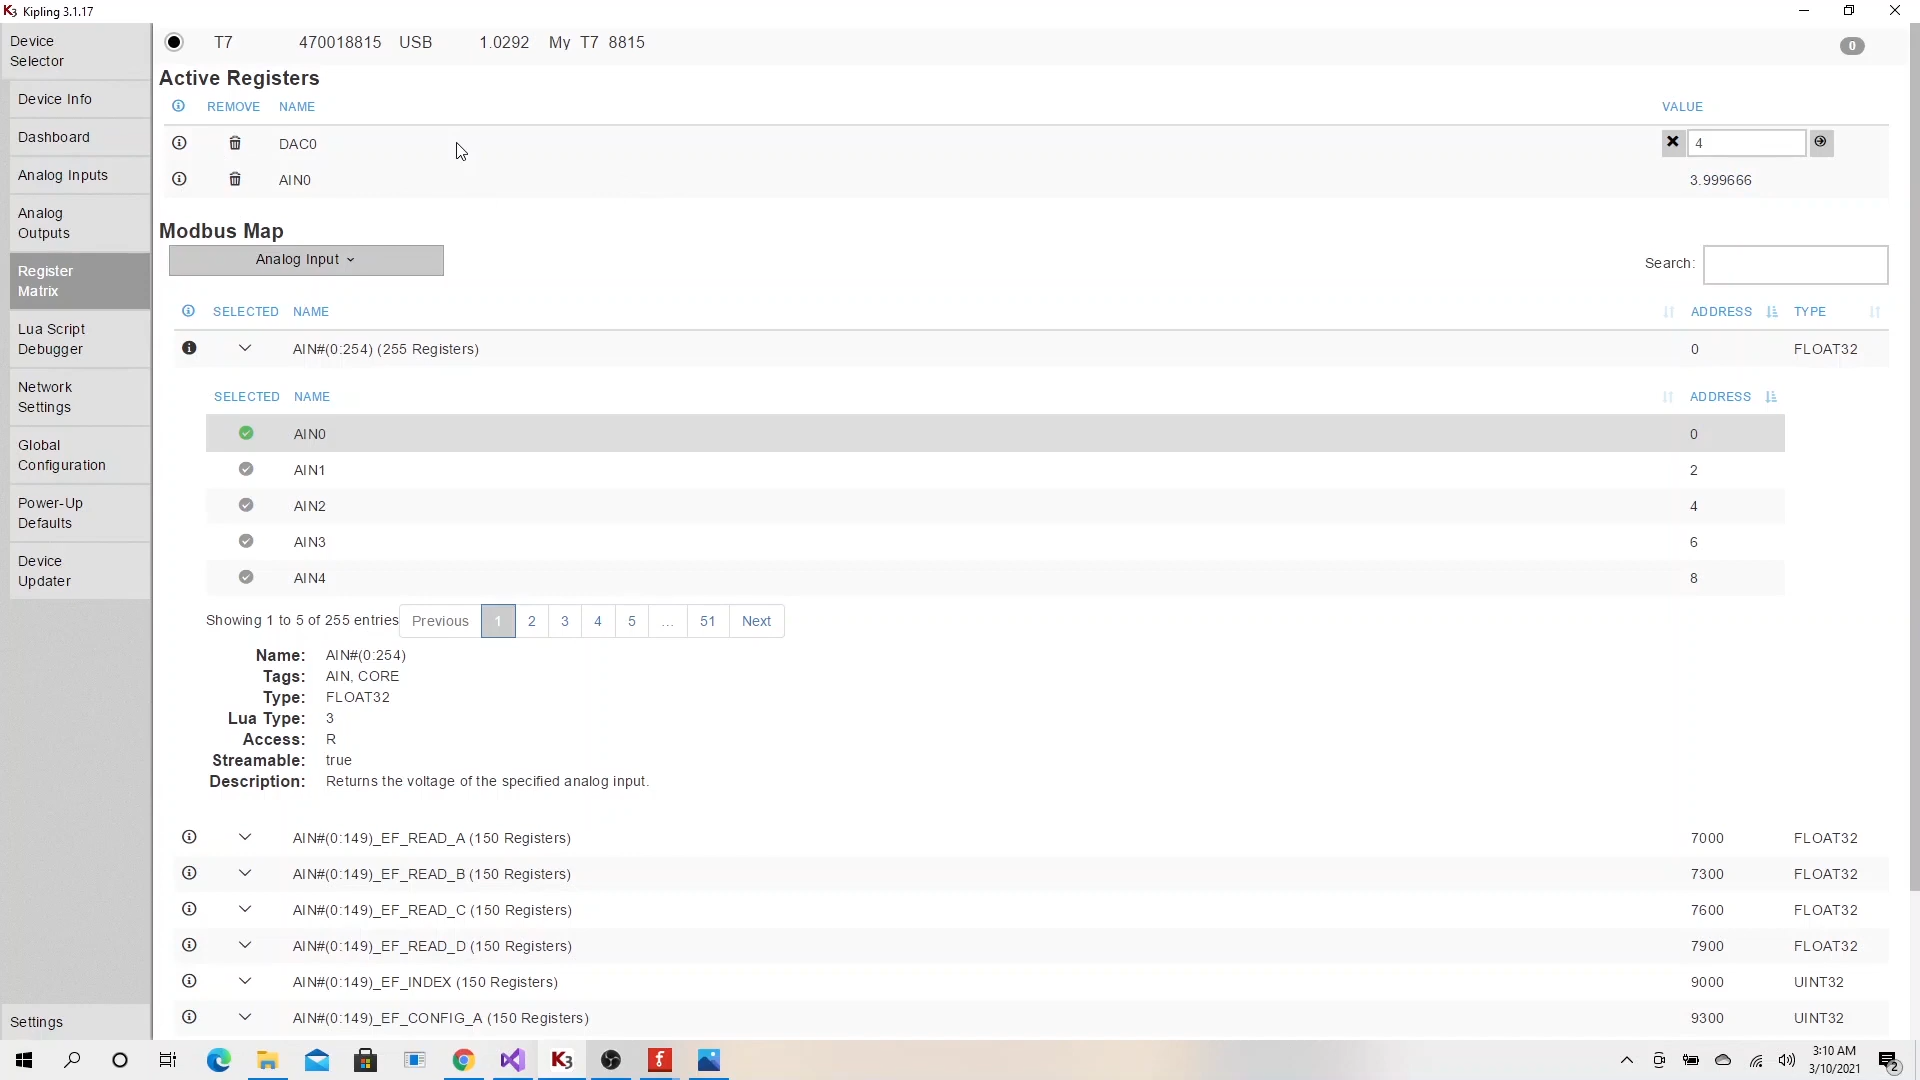 Kipling 3.1.17
Device Selector
Device Info
Dashboard
Analog Inputs
Analog Outputs
Register Matrix
Lua Script Debugger
Network Settings
Global Configuration
Power-Up Defaults
Device Updater
Settings
T7 470018815 USB 1.0292 My T7 8815
0
Active Registers
REMOVE NAME VALUE
DAC0 4
AIN0 3.999666
Modbus Map
Analog Input
Search:
SELECTED NAME ADDRESS TYPE
AIN#(0:254) (255 Registers) 0 FLOAT32
SELECTED NAME ADDRESS
AIN0 0
AIN1 2
AIN2 4
AIN3 6
AIN4 8
Showing 1 to 5 of 255 entries Previous 1 2 3 4 5 ... 51 Next
Name: AIN#(0:254)
Tags: AIN, CORE
Type: FLOAT32
Lua Type: 3
Access: R
Streamable: true
Description: Returns the voltage of the specified analog input.
AIN#(0:149)_EF_READ_A (150 Registers) 7000 FLOAT32
AIN#(0:149)_EF_READ_B (150 Registers) 7300 FLOAT32
AIN#(0:149)_EF_READ_C (150 Registers) 7600 FLOAT32
AIN#(0:149)_EF_READ_D (150 Registers) 7900 FLOAT32
AIN#(0:149)_EF_INDEX (150 Registers) 9000 UINT32
AIN#(0:149)_EF_CONFIG_A (150 Registers) 9300 UINT32
K3
3:10 AM
3/10/2021
2